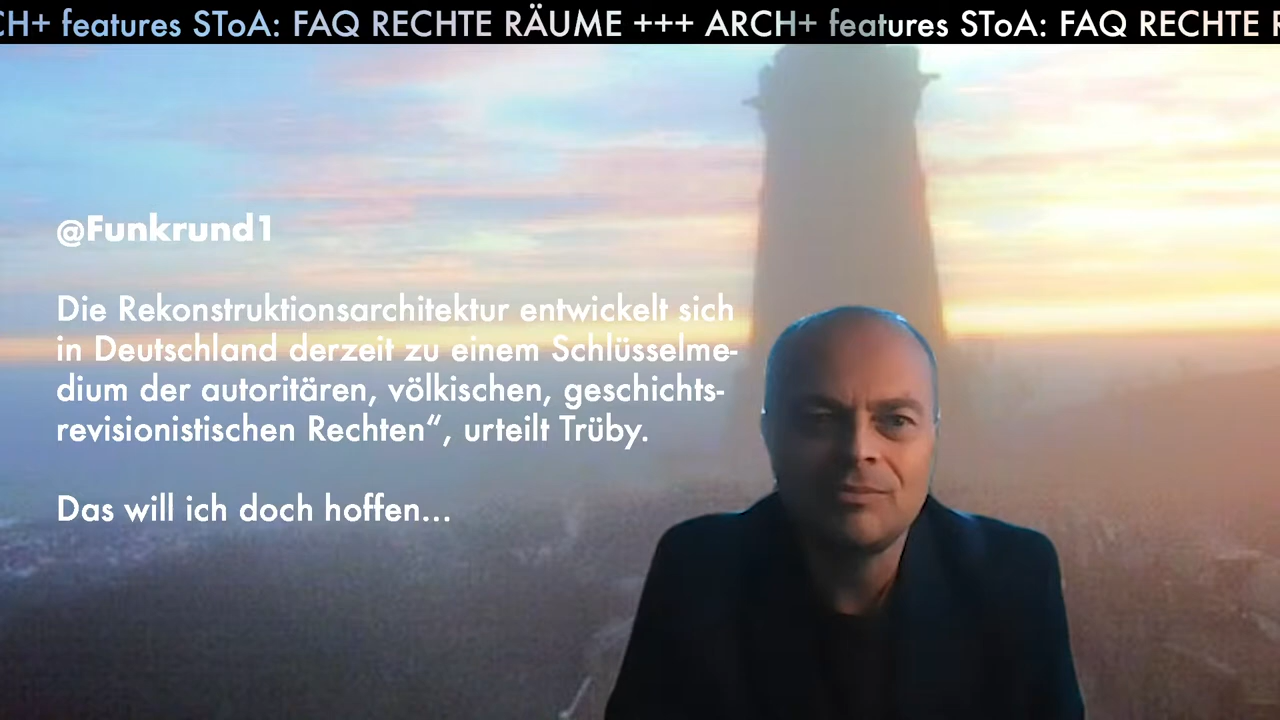 CH+ features SToA: FAQ RECHTE RÄUME +++ ARCH+ features SToA: FAQ RECHTE
@Funkrund1
Die Rekonstruktionsarchitektur entwickelt sich
in Deutschland derzeit zu einem Schlüsselme-
dium der autoritären, völkischen, geschichts-
revisionistischen Rechten“, urteilt Trüby.
Das will ich doch hoffen...